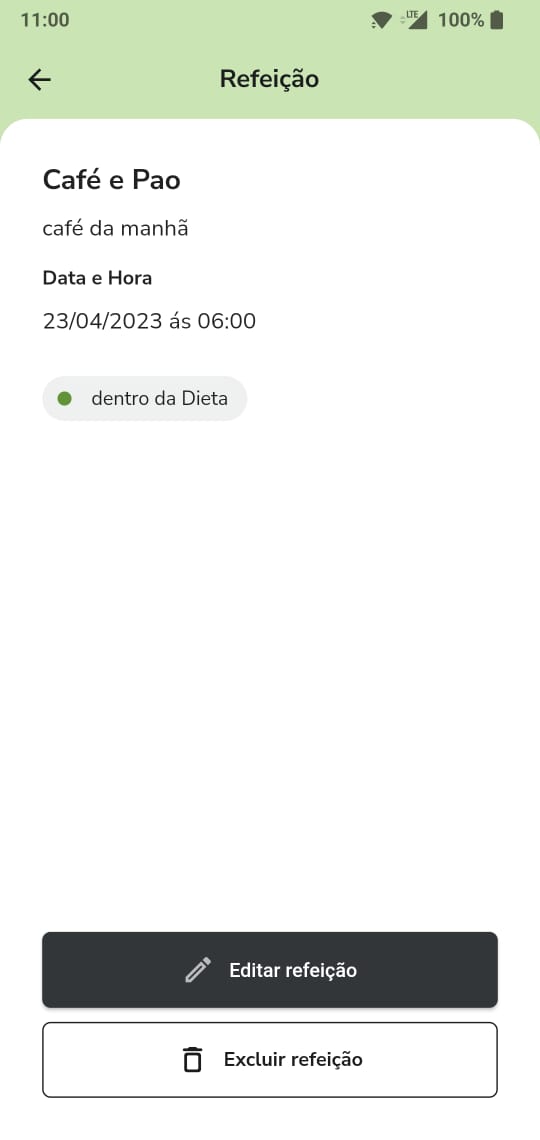 11:00 LTE 100%
Refeição
Café e Pao
café da manhã
Data e Hora
23/04/2023 ás 06:00
dentro da Dieta
Editar refeição
Excluir refeição